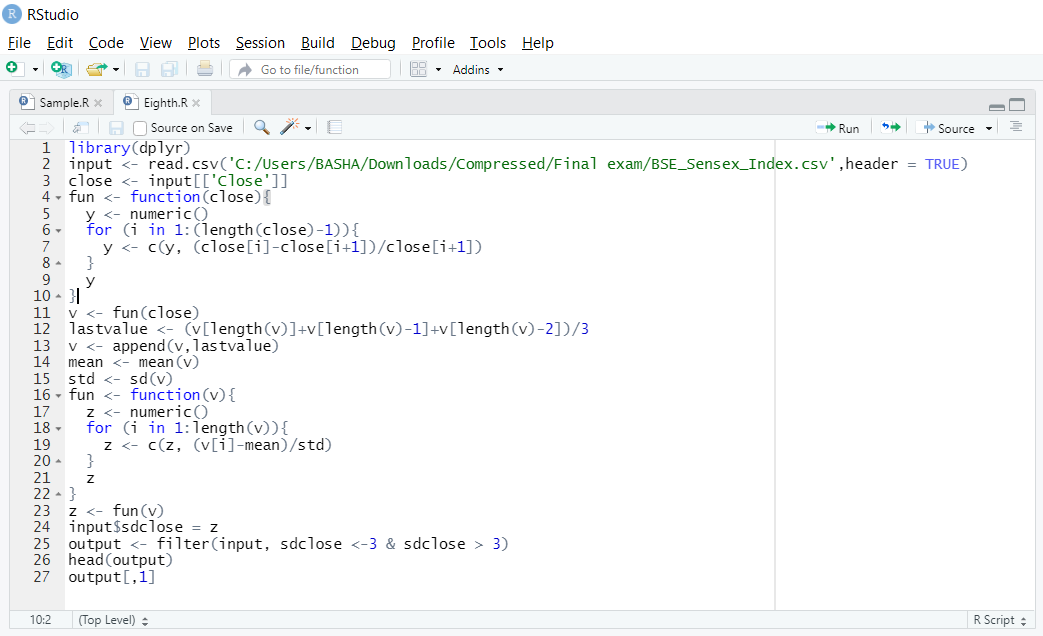 RStudio
File Edit Code View Plots Session Build Debug Profile Tools Help
Go to file/function Addins
Sample.R Eighth.R
Source on Save Run Source
1 library(dplyr)
2 input <- read.csv('C:/Users/BASHA/Downloads/Compressed/Final exam/BSE_Sensex_Index.csv',header = TRUE)
3 close <- input[['Close']]
4 fun <- function(close){
5   y <- numeric()
6   for (i in 1:(length(close)-1)){
7     y <- c(y, (close[i]-close[i+1])/close[i+1])
8   }
9   y
10 }
11 v <- fun(close)
12 lastvalue <- (v[length(v)]+v[length(v)-1]+v[length(v)-2])/3
13 v <- append(v,lastvalue)
14 mean <- mean(v)
15 std <- sd(v)
16 fun <- function(v){
17   z <- numeric()
18   for (i in 1:length(v)){
19     z <- c(z, (v[i]-mean)/std)
20   }
21   z
22 }
23 z <- fun(v)
24 input$sdclose = z
25 output <- filter(input, sdclose <-3 & sdclose > 3)
26 head(output)
27 output[,1]
10:2 (Top Level) R Script